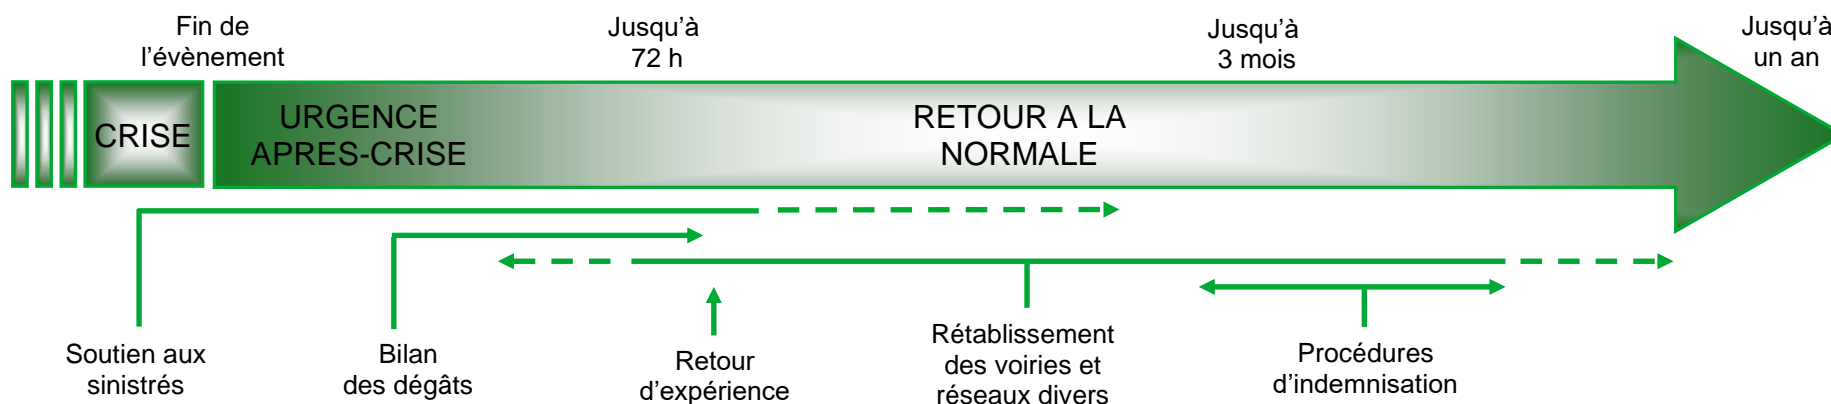 Fin de
l’évènement
Jusqu’à
72 h
Jusqu’à
3 mois
Jusqu’à
un an
CRISE
URGENCE
APRES-CRISE
RETOUR A LA
NORMALE
Soutien aux
sinistrés
Bilan
des dégâts
Retour
d’expérience
Rétablissement
des voiries et
réseaux divers
Procédures
d’indemnisation